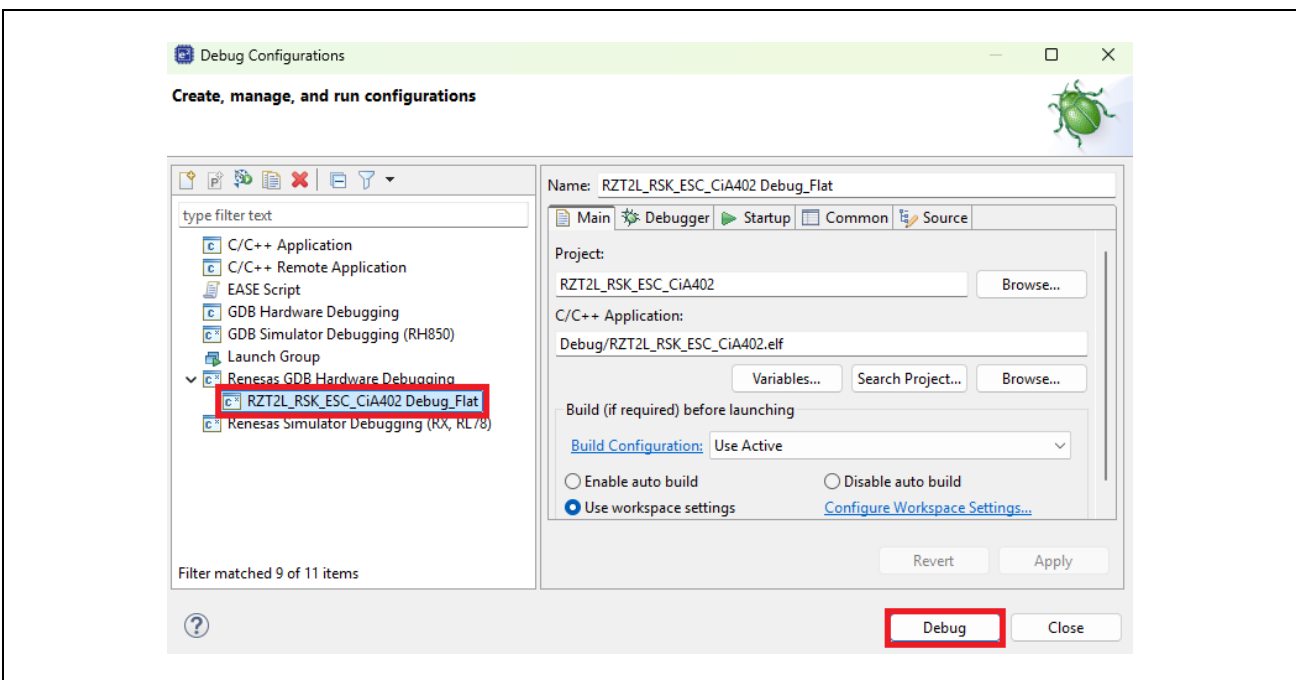 Debug Configurations
Create, manage, and run configurations
type filter text
C/C++ Application
C/C++ Remote Application
EASE Script
GDB Hardware Debugging
GDB Simulator Debugging (RH850)
Launch Group
Renesas GDB Hardware Debugging
RZT2L_RSK_ESC_CiA402 Debug_Flat
Renesas Simulator Debugging (RX, RL78)
Filter matched 9 of 11 items
Name: RZT2L_RSK_ESC_CiA402 Debug_Flat
Main Debugger Startup Common Source
Project:
RZT2L_RSK_ESC_CiA402 Browse...
C/C++ Application:
Debug/RZT2L_RSK_ESC_CiA402.elf
Variables... Search Project... Browse...
Build (if required) before launching
Build Configuration: Use Active
Enable auto build Disable auto build
Use workspace settings Configure Workspace Settings...
Revert Apply
Debug Close